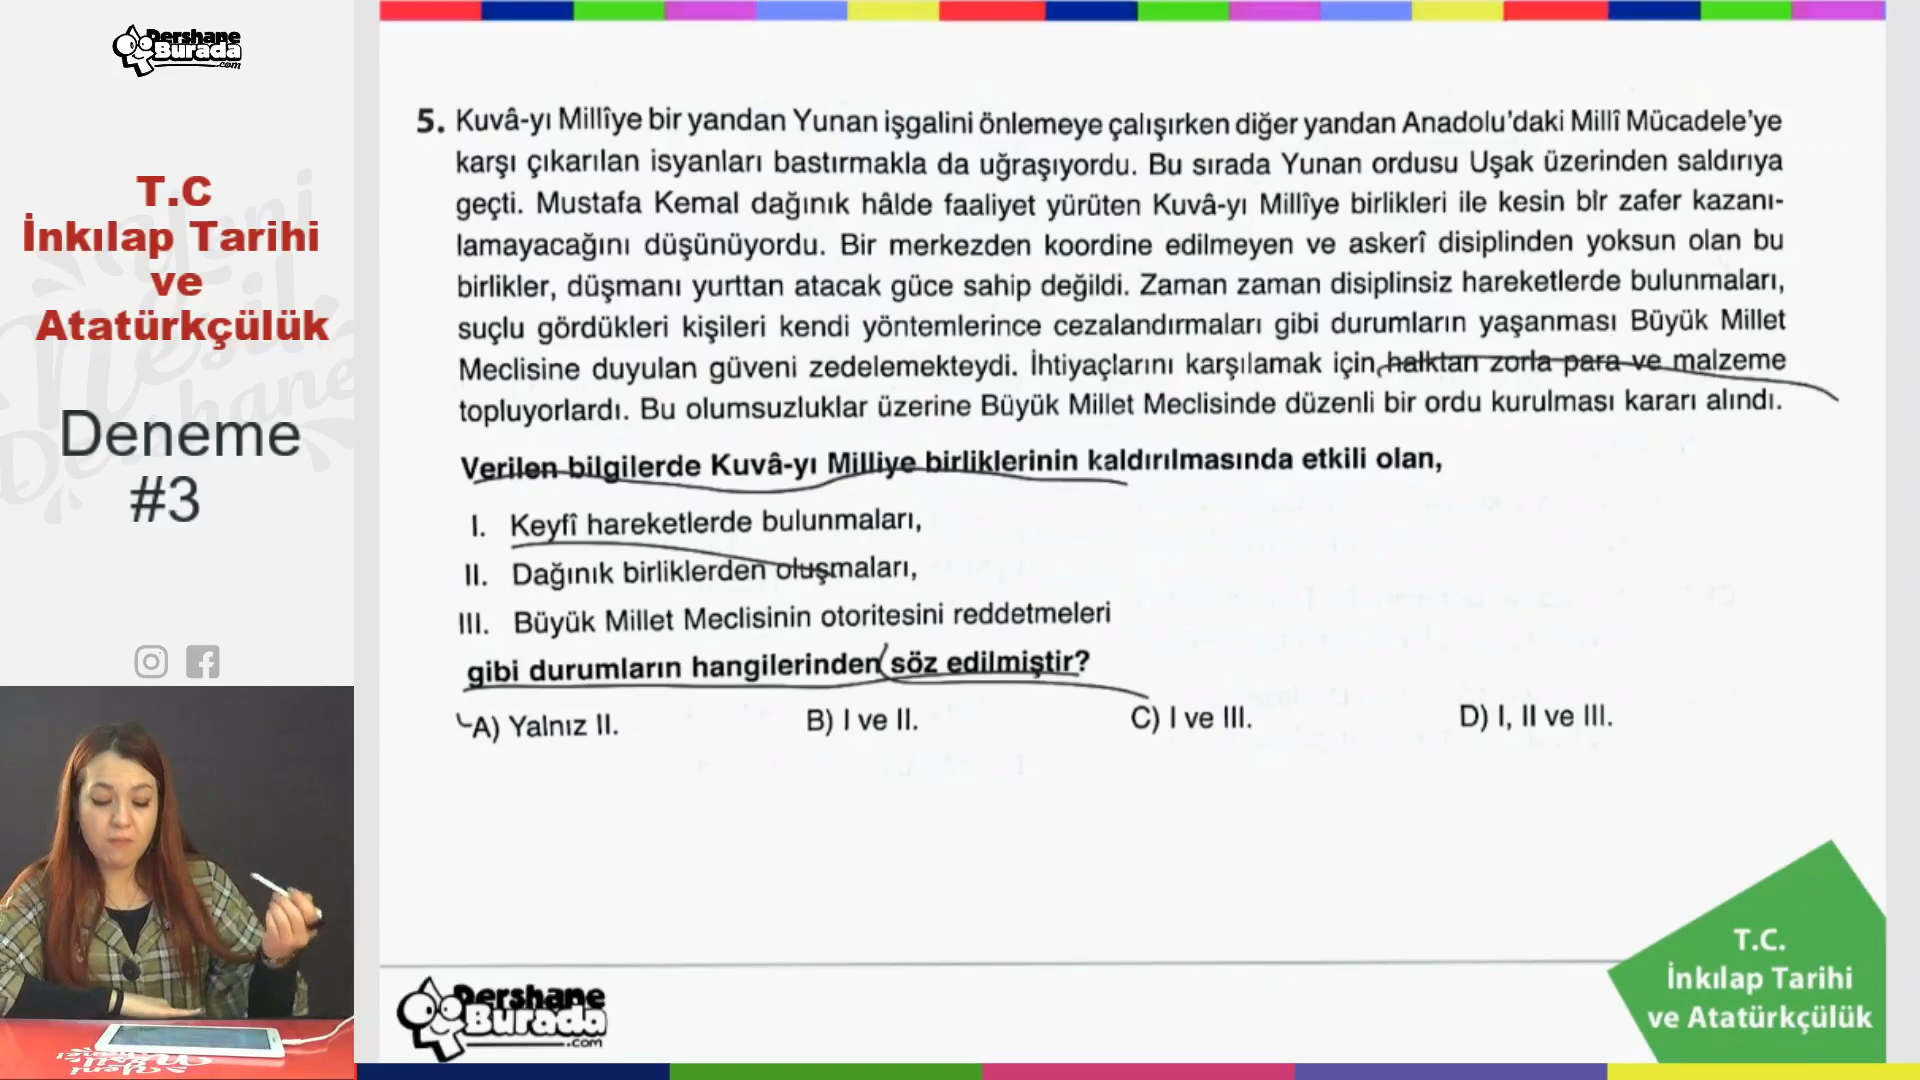 Dershane
Burada
.com
T.C
İnkılap Tarihi
ve
Atatürkçülük
Deneme
#3
5. Kuvâ-yı Millîye bir yandan Yunan işgalini önlemeye çalışırken diğer yandan Anadolu'daki Millî Mücadele'ye
karşı çıkarılan isyanları bastırmakla da uğraşıyordu. Bu sırada Yunan ordusu Uşak üzerinden saldırıya
geçti. Mustafa Kemal dağınık hâlde faaliyet yürüten Kuvâ-yı Millîye birlikleri ile kesin bir zafer kazanı-
lamayacağını düşünüyordu. Bir merkezden koordine edilmeyen ve askerî disiplinden yoksun olan bu
birlikler, düşmanı yurttan atacak güce sahip değildi. Zaman zaman disiplinsiz hareketlerde bulunmaları,
suçlu gördükleri kişileri kendi yöntemlerince cezalandırmaları gibi durumların yaşanması Büyük Millet
Meclisine duyulan güveni zedelemekteydi. İhtiyaçlarını karşılamak için halktan zorla para ve malzeme
topluyorlardı. Bu olumsuzluklar üzerine Büyük Millet Meclisinde düzenli bir ordu kurulması kararı alındı.
Verilen bilgilerde Kuvâ-yı Milliye birliklerinin kaldırılmasında etkili olan,
I. Keyfî hareketlerde bulunmaları,
II. Dağınık birliklerden oluşmaları,
III. Büyük Millet Meclisinin otoritesini reddetmeleri
gibi durumların hangilerinden söz edilmiştir?
A) Yalnız II. B) I ve II. C) I ve III. D) I, II ve III.
Dershane
Burada
.com
T.C.
İnkılap Tarihi
ve Atatürkçülük